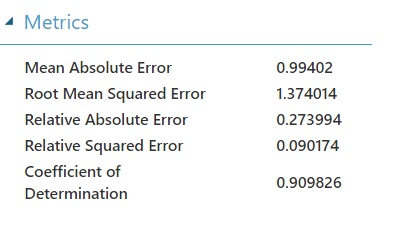 Metrics
Mean Absolute Error 0.99402
Root Mean Squared Error 1.374014
Relative Absolute Error 0.273994
Relative Squared Error 0.090174
Coefficient of
Determination 0.909826